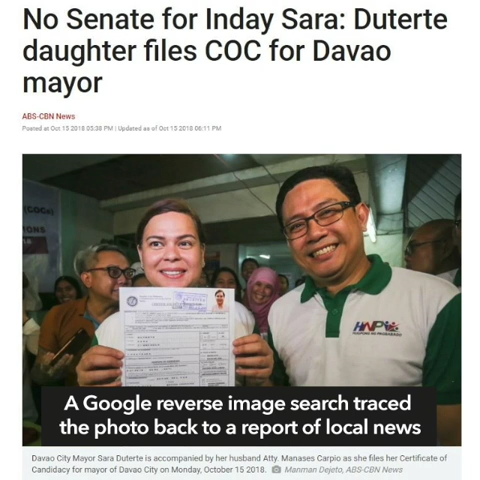 No Senate for Inday Sara: Duterte
daughter files COC for Davao
mayor
ABS-CBN News
Posted at Oct 15 2018 05:38 PM | Updated as of Oct 15 2018 06:11 PM
HNP
A Google reverse image search traced
the photo back to a report of local news
Davao City Mayor Sara Duterte is accompanied by her husband Atty. Manases Carpio as she files her Certificate of
Candidacy for mayor of Davao City on Monday, October 15 2018. Manman Dejeto, ABS-CBN News